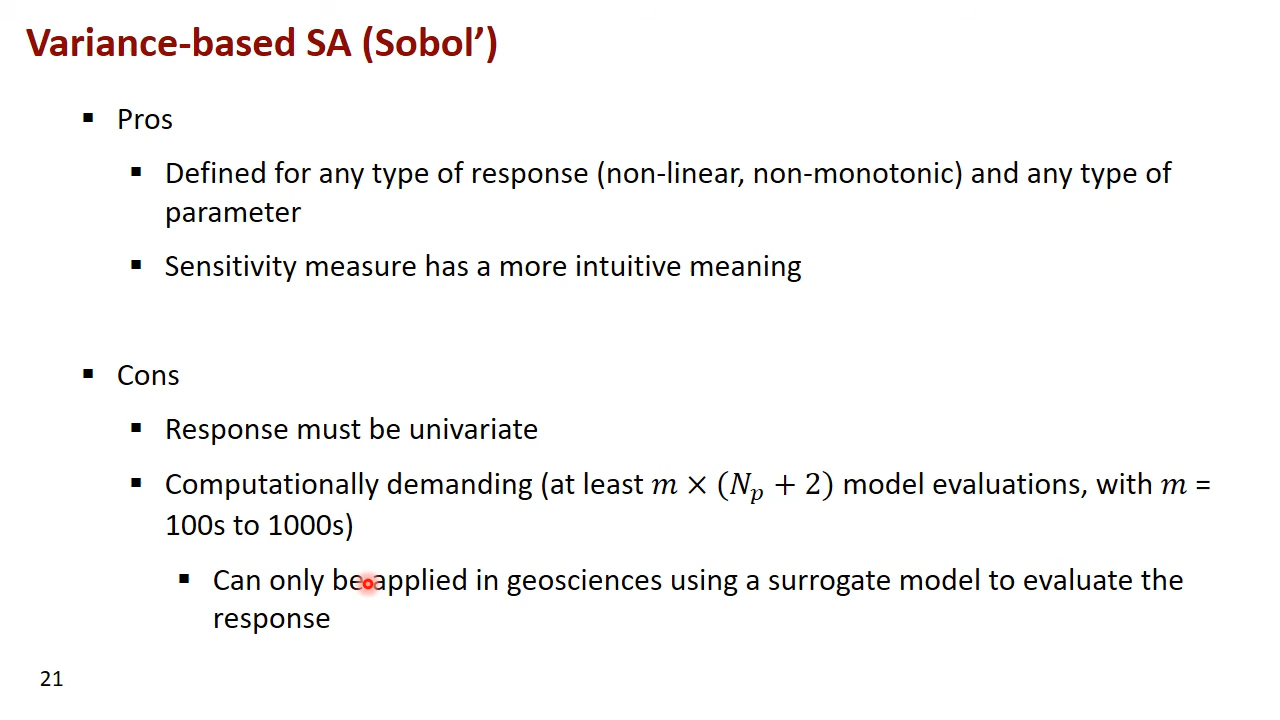 Variance-based SA (Sobol’)
▪ Pros
▪ Defined for any type of response (non-linear, non-monotonic) and any type of
parameter
▪ Sensitivity measure has a more intuitive meaning
▪ Cons
▪ Response must be univariate
▪ Computationally demanding (at least 𝑚 × (𝑁𝑝 + 2) model evaluations, with 𝑚 =
100s to 1000s)
▪ Can only be applied in geosciences using a surrogate model to evaluate the
response
21